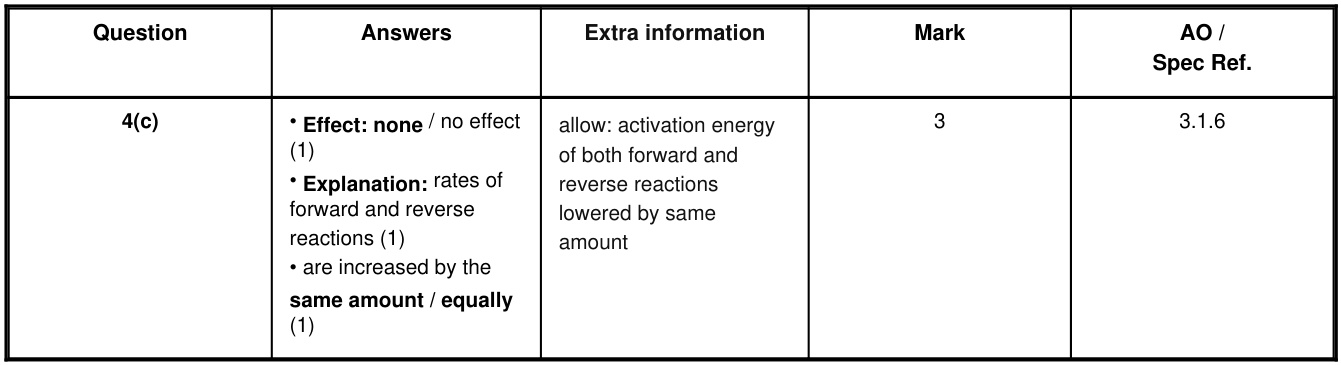 Question
Answers
Extra information
Mark
AO /
Spec Ref.
4(c)
• Effect: none / no effect
(1)
• Explanation: rates of
forward and reverse
reactions (1)
• are increased by the
same amount / equally
(1)
allow: activation energy
of both forward and
reverse reactions
lowered by same
amount
3
3.1.6